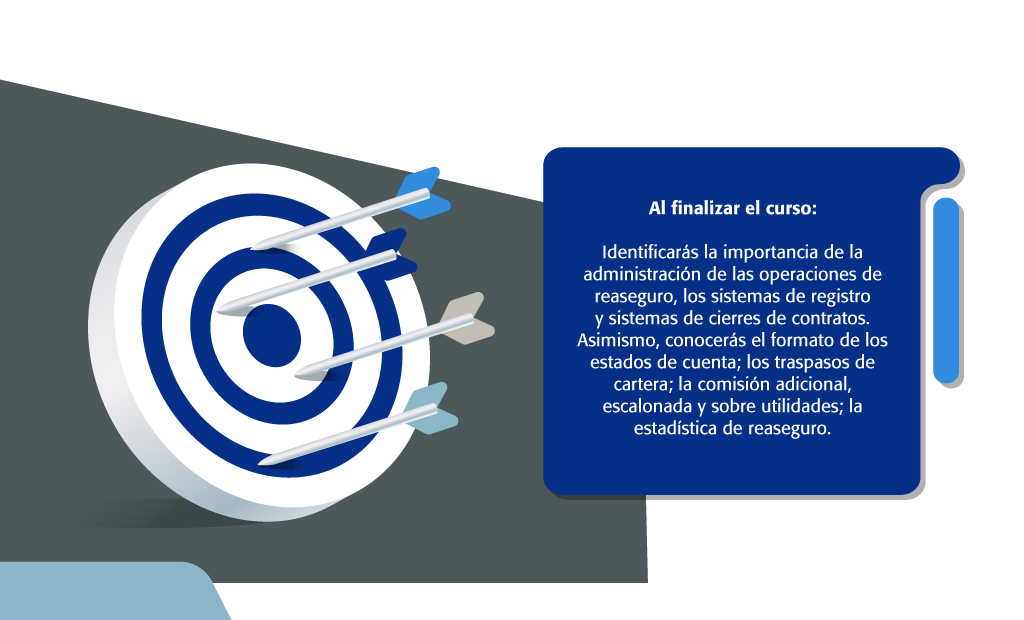 Al finalizar el curso:
Identificarás la importancia de la
administración de las operaciones de
reaseguro, los sistemas de registro
y sistemas de cierres de contratos.
Asimismo, conocerás el formato de los
estados de cuenta; los traspasos de
cartera; la comisión adicional,
escalonada y sobre utilidades; la
estadística de reaseguro.